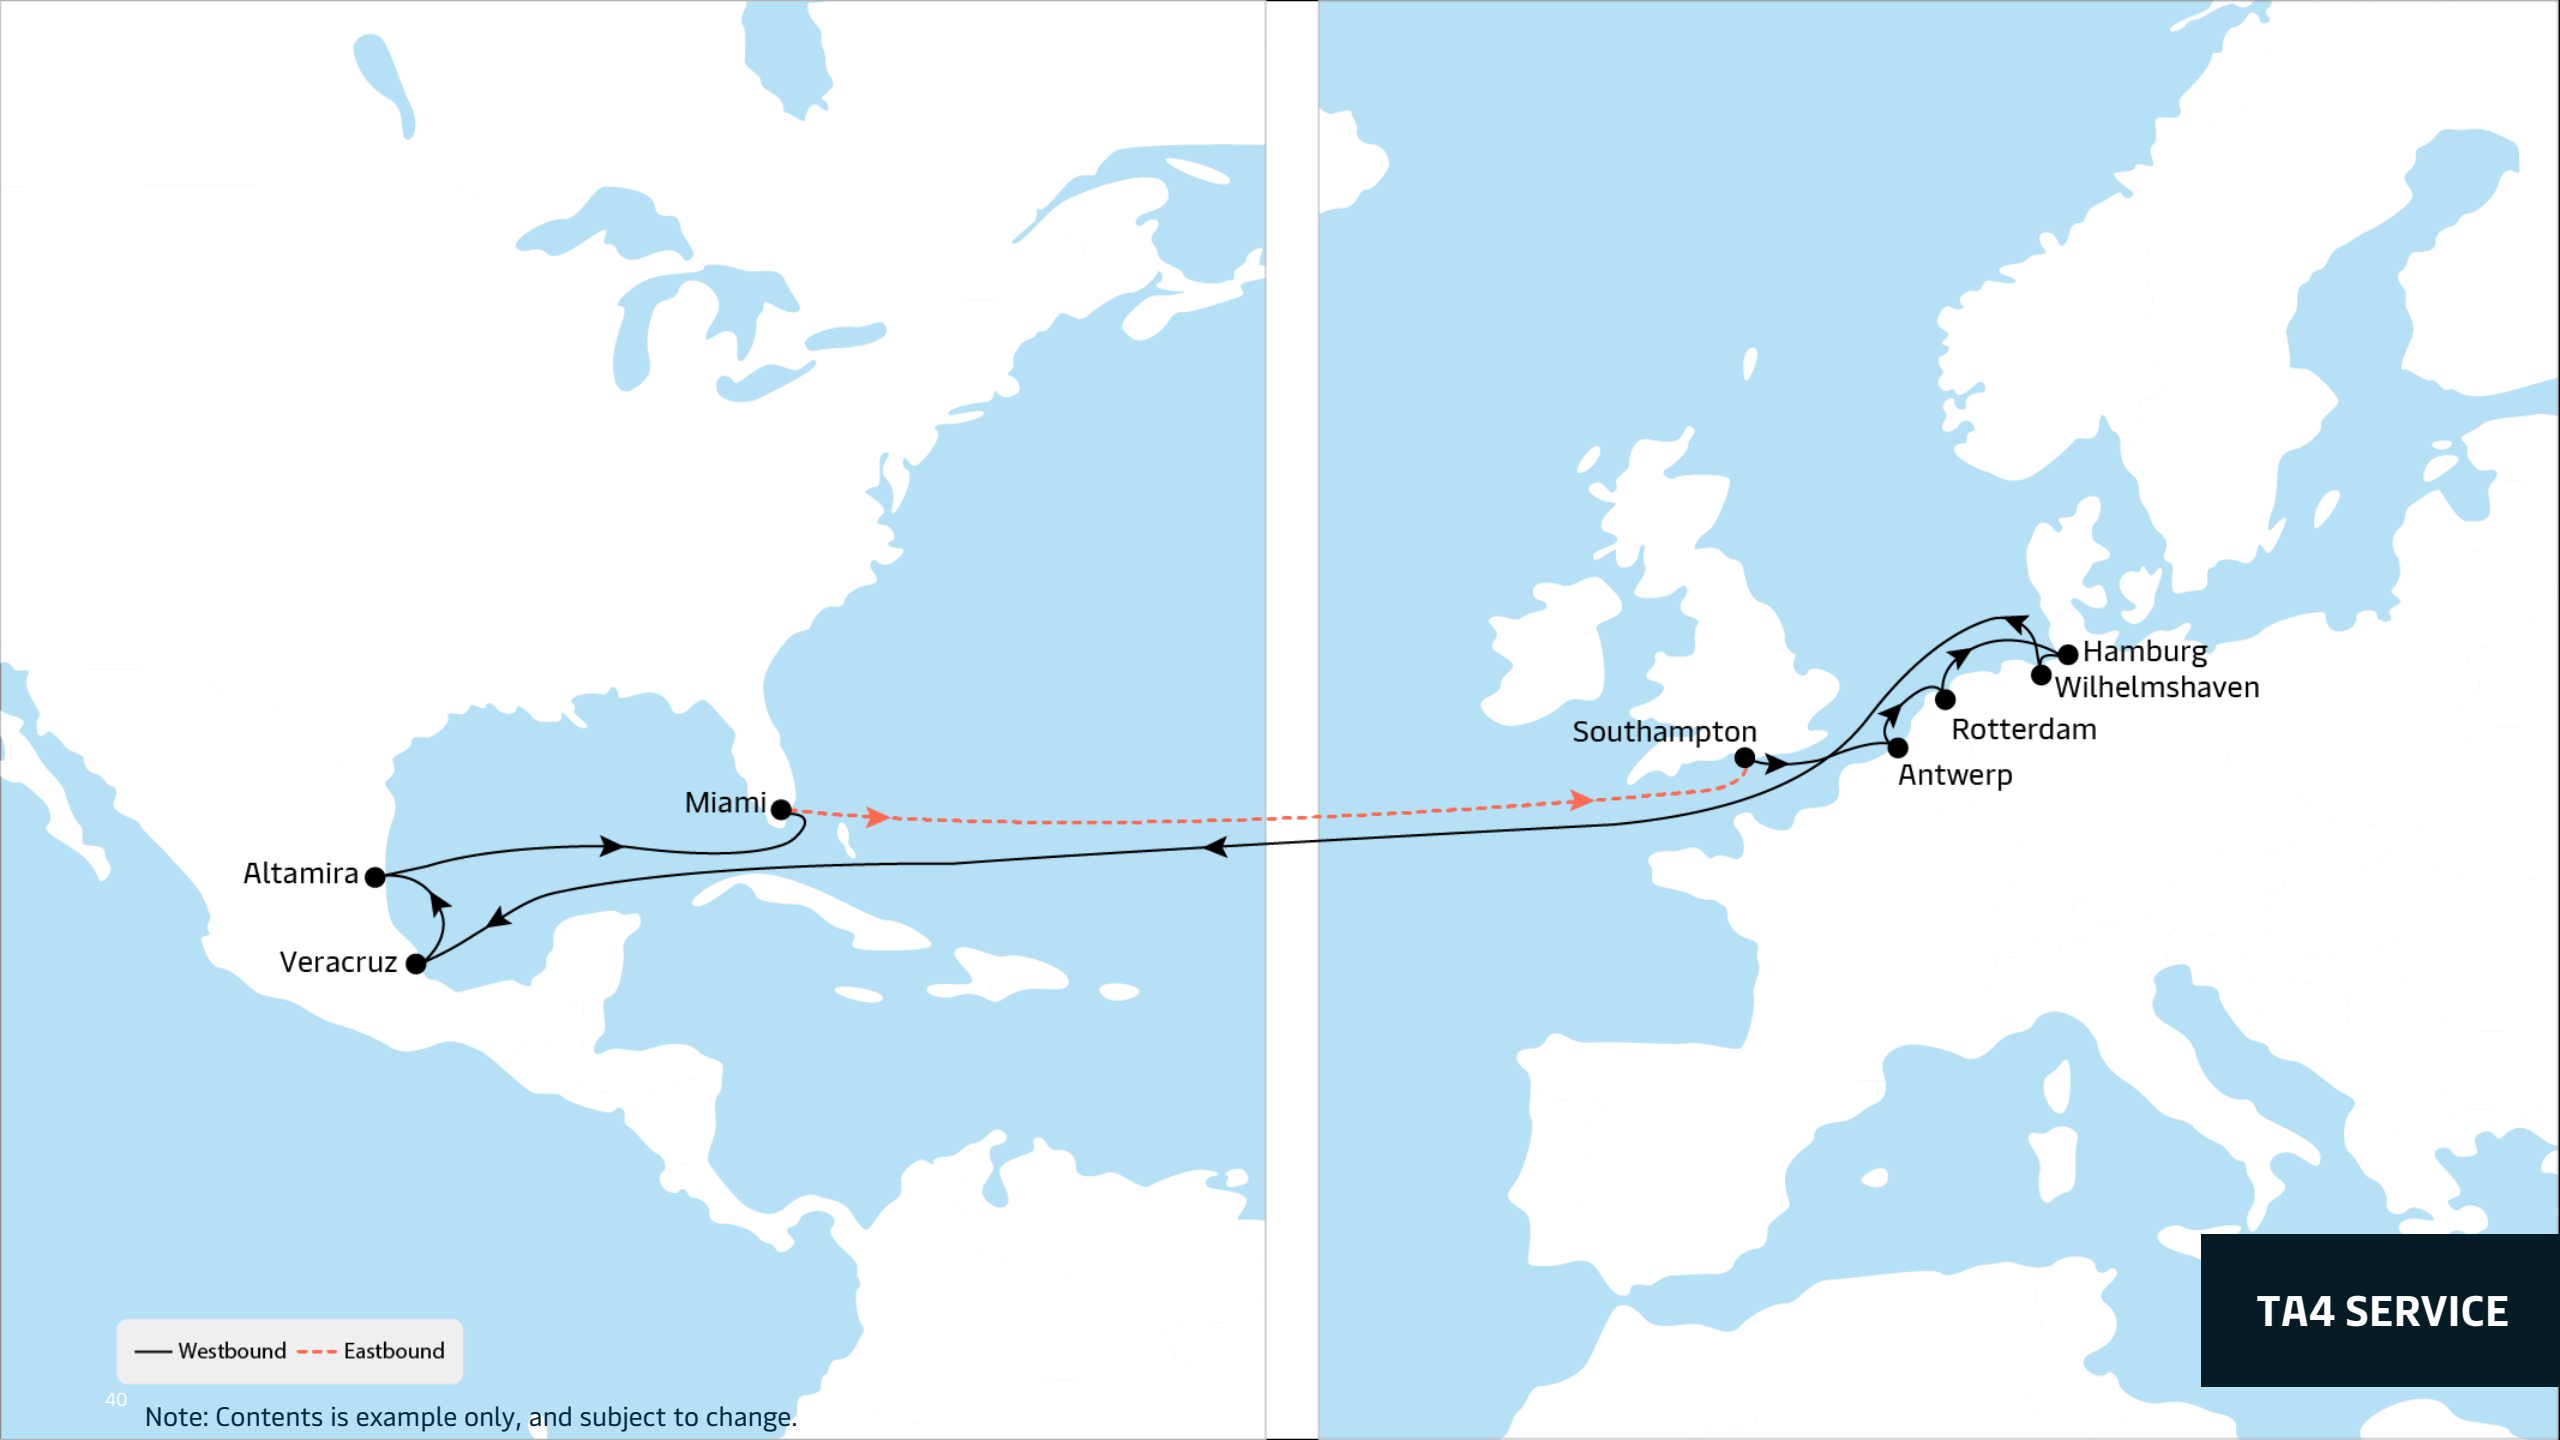 Hamburg
Wilhelmshaven
Rotterdam
Southampton
Antwerp
Miami
Altamira
Veracruz
TA4 SERVICE
Westbound Eastbound
40
Note: Contents is example only, and subject to change.